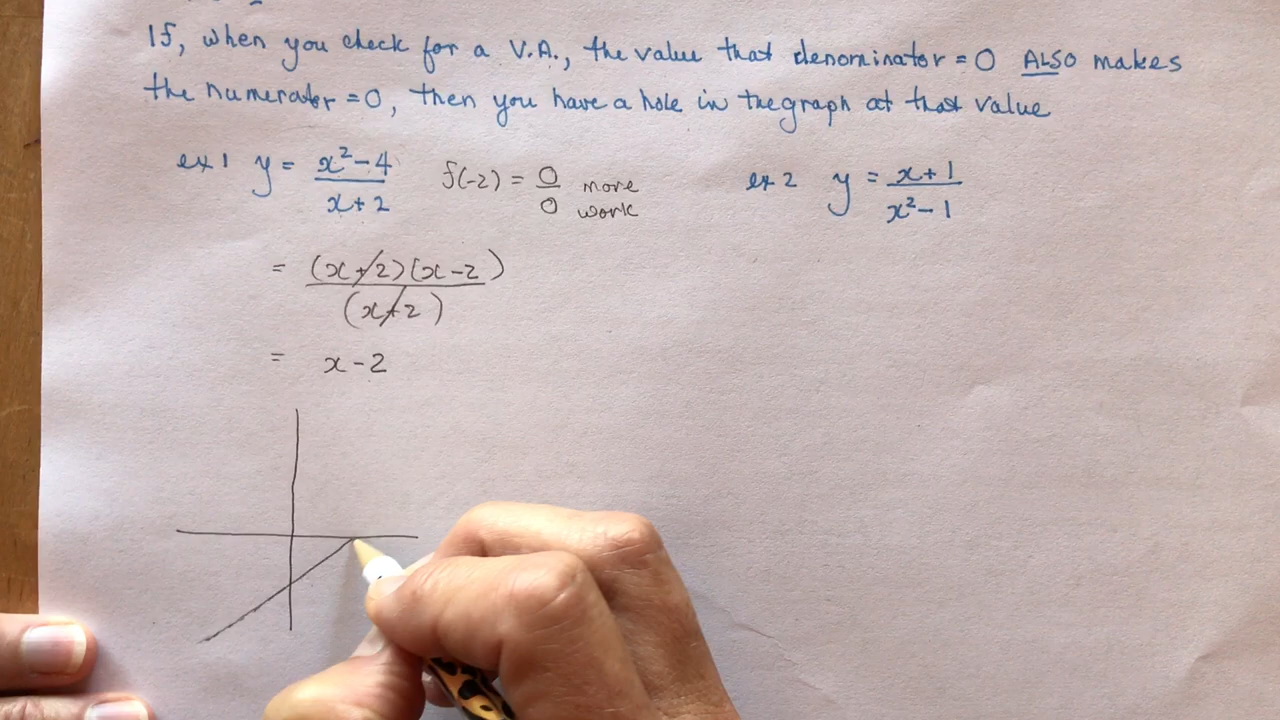 If, when you check for a V.A., the value that denominator = 0 ALSO makes
the numerator = 0, then you have a hole in the graph at that value
ex 1 y = (x² - 4)/(x + 2) f(-2) = 0/0 more work
ex 2 y = (x + 1)/(x² - 1)
= (x + 2)(x - 2)/(x + 2)
= x - 2